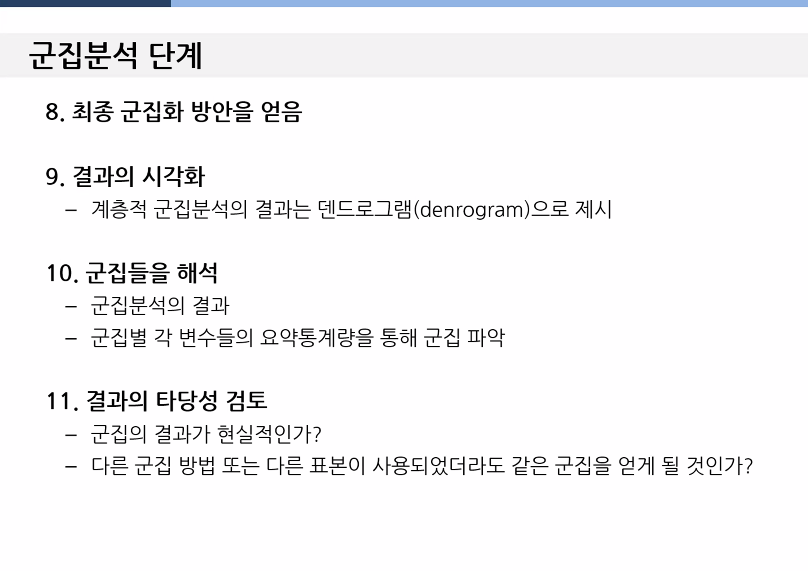 군집분석 단계
8. 최종 군집화 방안을 얻음
9. 결과의 시각화
– 계층적 군집분석의 결과는 덴드로그램(denrogram)으로 제시
10. 군집들을 해석
– 군집분석의 결과
– 군집별 각 변수들의 요약통계량을 통해 군집 파악
11. 결과의 타당성 검토
– 군집의 결과가 현실적인가?
– 다른 군집 방법 또는 다른 표본이 사용되었더라도 같은 군집을 얻게 될 것인가?